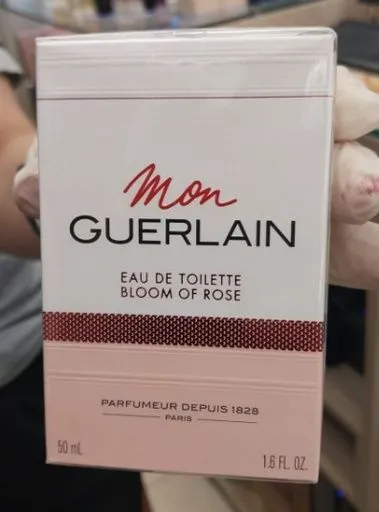 Mon
GUERLAIN
EAU DE TOILETTE
BLOOM OF ROSE
PARFUMEUR DEPUIS 1828
PARIS
50 mL
1.6 FL. OZ.